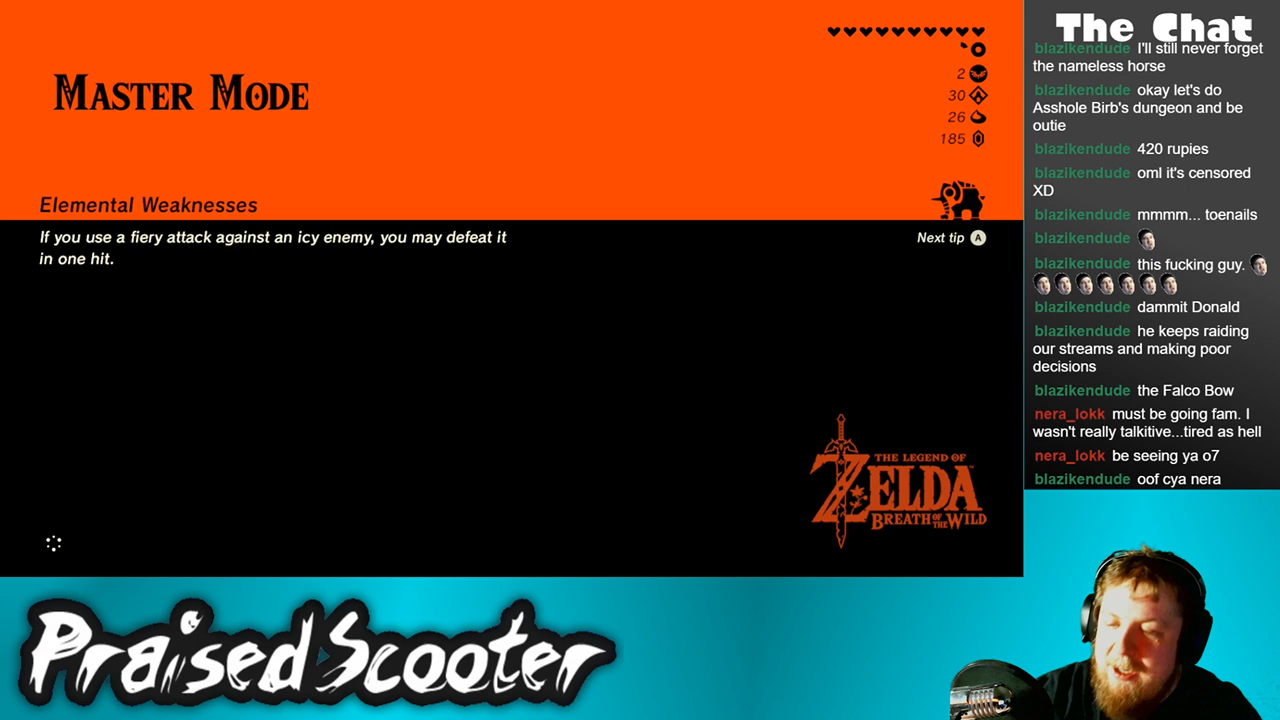 MASTER MODE
2
30
26
185
Elemental Weaknesses
If you use a fiery attack against an icy enemy, you may defeat it
in one hit.
Next tip A
THE LEGEND OF
ZELDA
BREATH OF THE WILD
PraisedScooter
The Chat
blazikendude I'll still never forget
the nameless horse
blazikendude okay let's do
Asshole Birb's dungeon and be
outie
blazikendude 420 rupies
blazikendude oml it's censored
XD
blazikendude mmmm... toenails
blazikendude
blazikendude this fucking guy.
blazikendude dammit Donald
blazikendude he keeps raiding
our streams and making poor
decisions
blazikendude the Falco Bow
nera_lokk must be going fam. I
wasn't really talkitive...tired as hell
nera_lokk be seeing ya o7
blazikendude oof cya nera